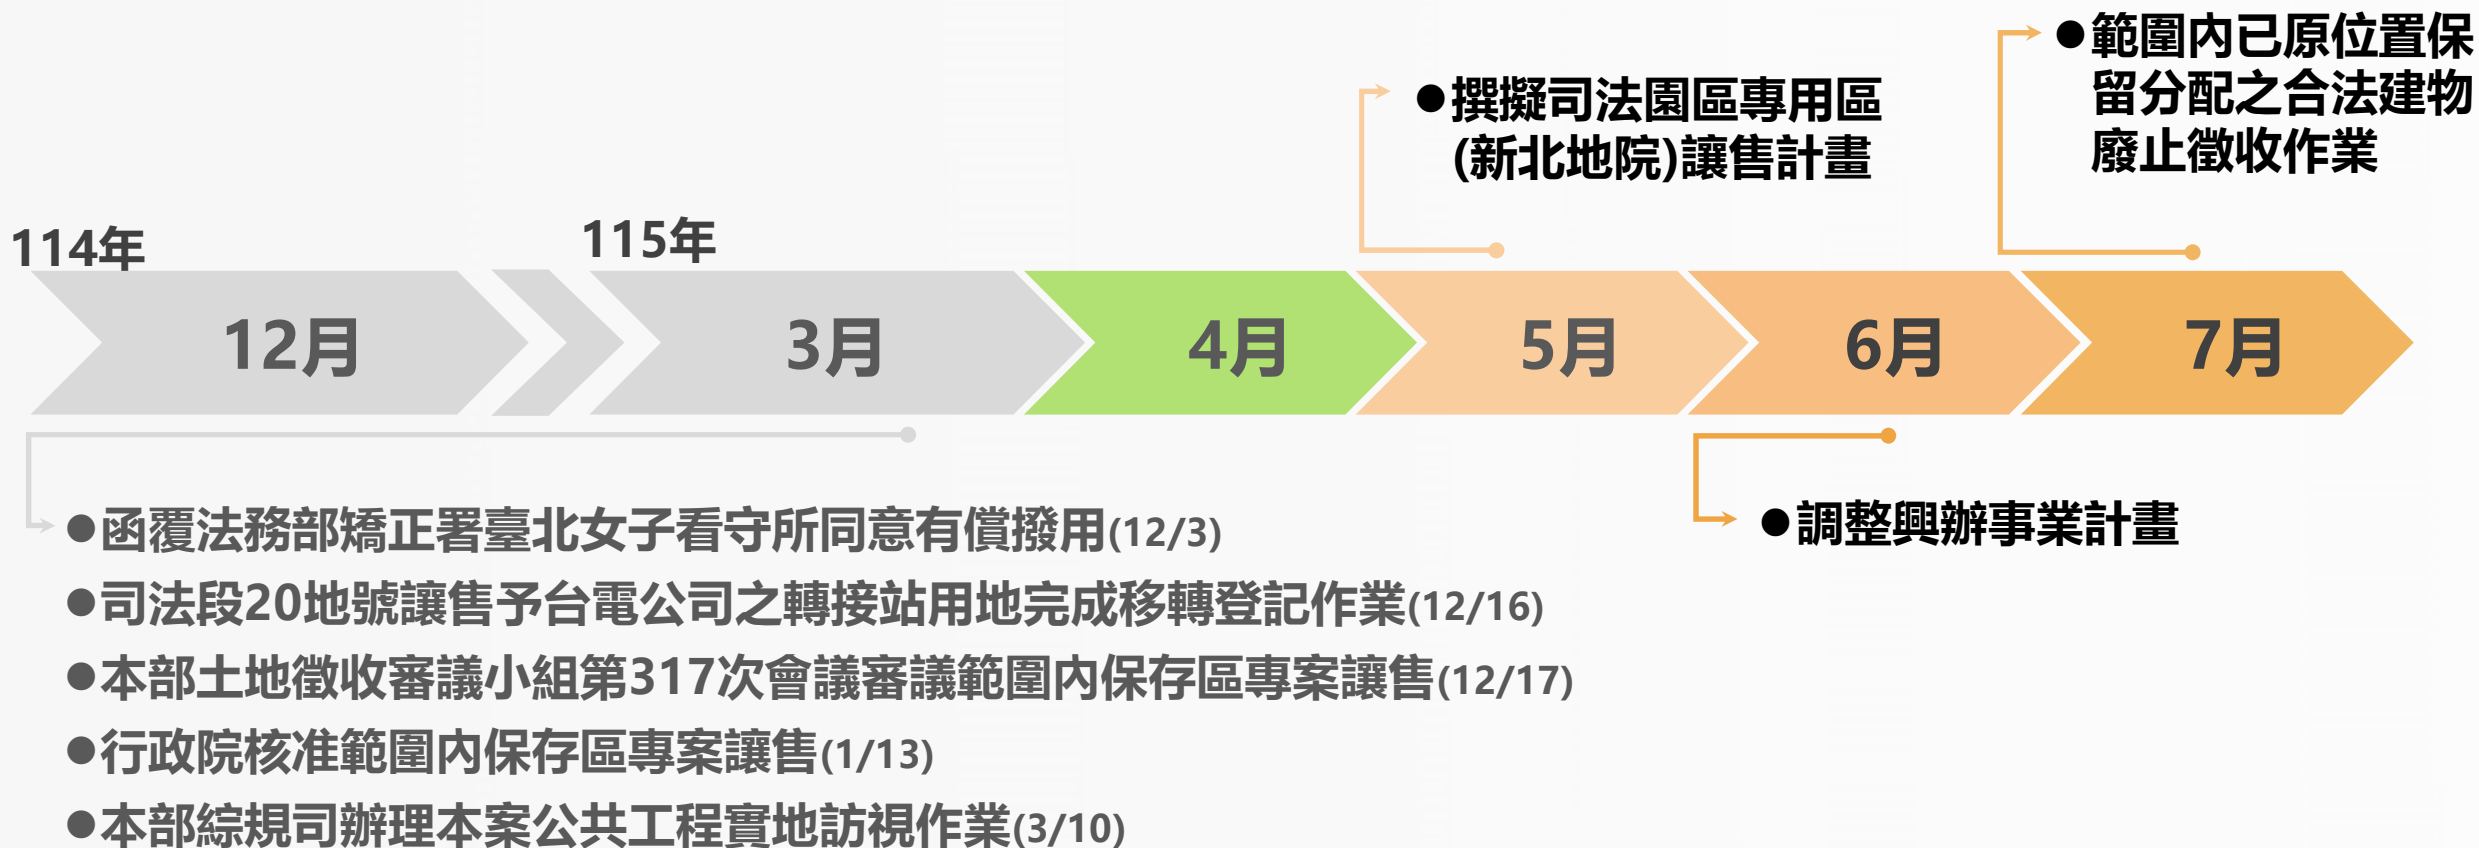 ●範圍內已原位置保
留分配之合法建物
廢止徵收作業
●撰擬司法園區專用區
(新北地院)讓售計畫
114年
115年
12月
3月
4月
5月
6月
7月
●函覆法務部矯正署臺北女子看守所同意有償撥用(12/3)
●調整興辦事業計畫
●司法段20地號讓售予台電公司之轉接站用地完成移轉登記作業(12/16)
●本部土地徵收審議小組第317次會議審議範圍內保存區專案讓售(12/17)
●行政院核准範圍內保存區專案讓售(1/13)
●本部綜規司辦理本案公共工程實地訪視作業(3/10)